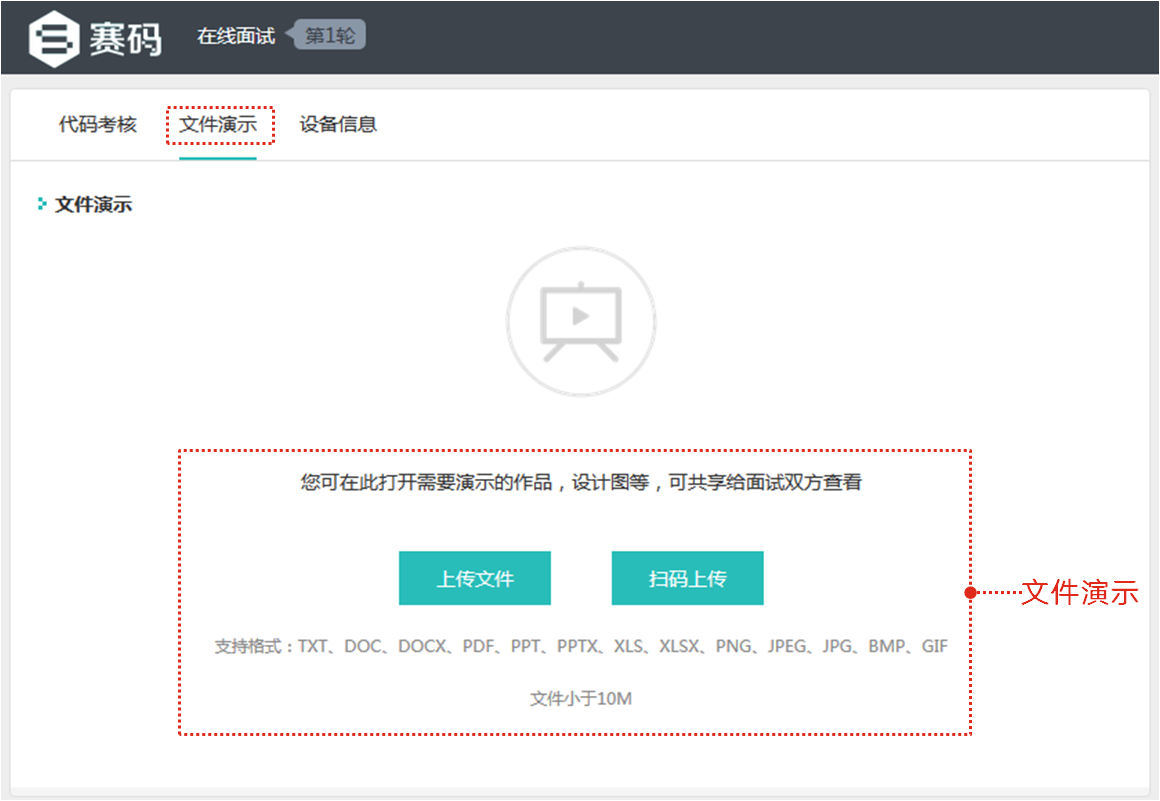 赛码 在线面试 第1轮
代码考核 文件演示 设备信息
文件演示
您可在此打开需要演示的作品，设计图等，可共享给面试双方查看
上传文件 扫码上传
文件演示
支持格式：TXT、DOC、DOCX、PDF、PPT、PPTX、XLS、XLSX、PNG、JPEG、JPG、BMP、GIF
文件小于10M